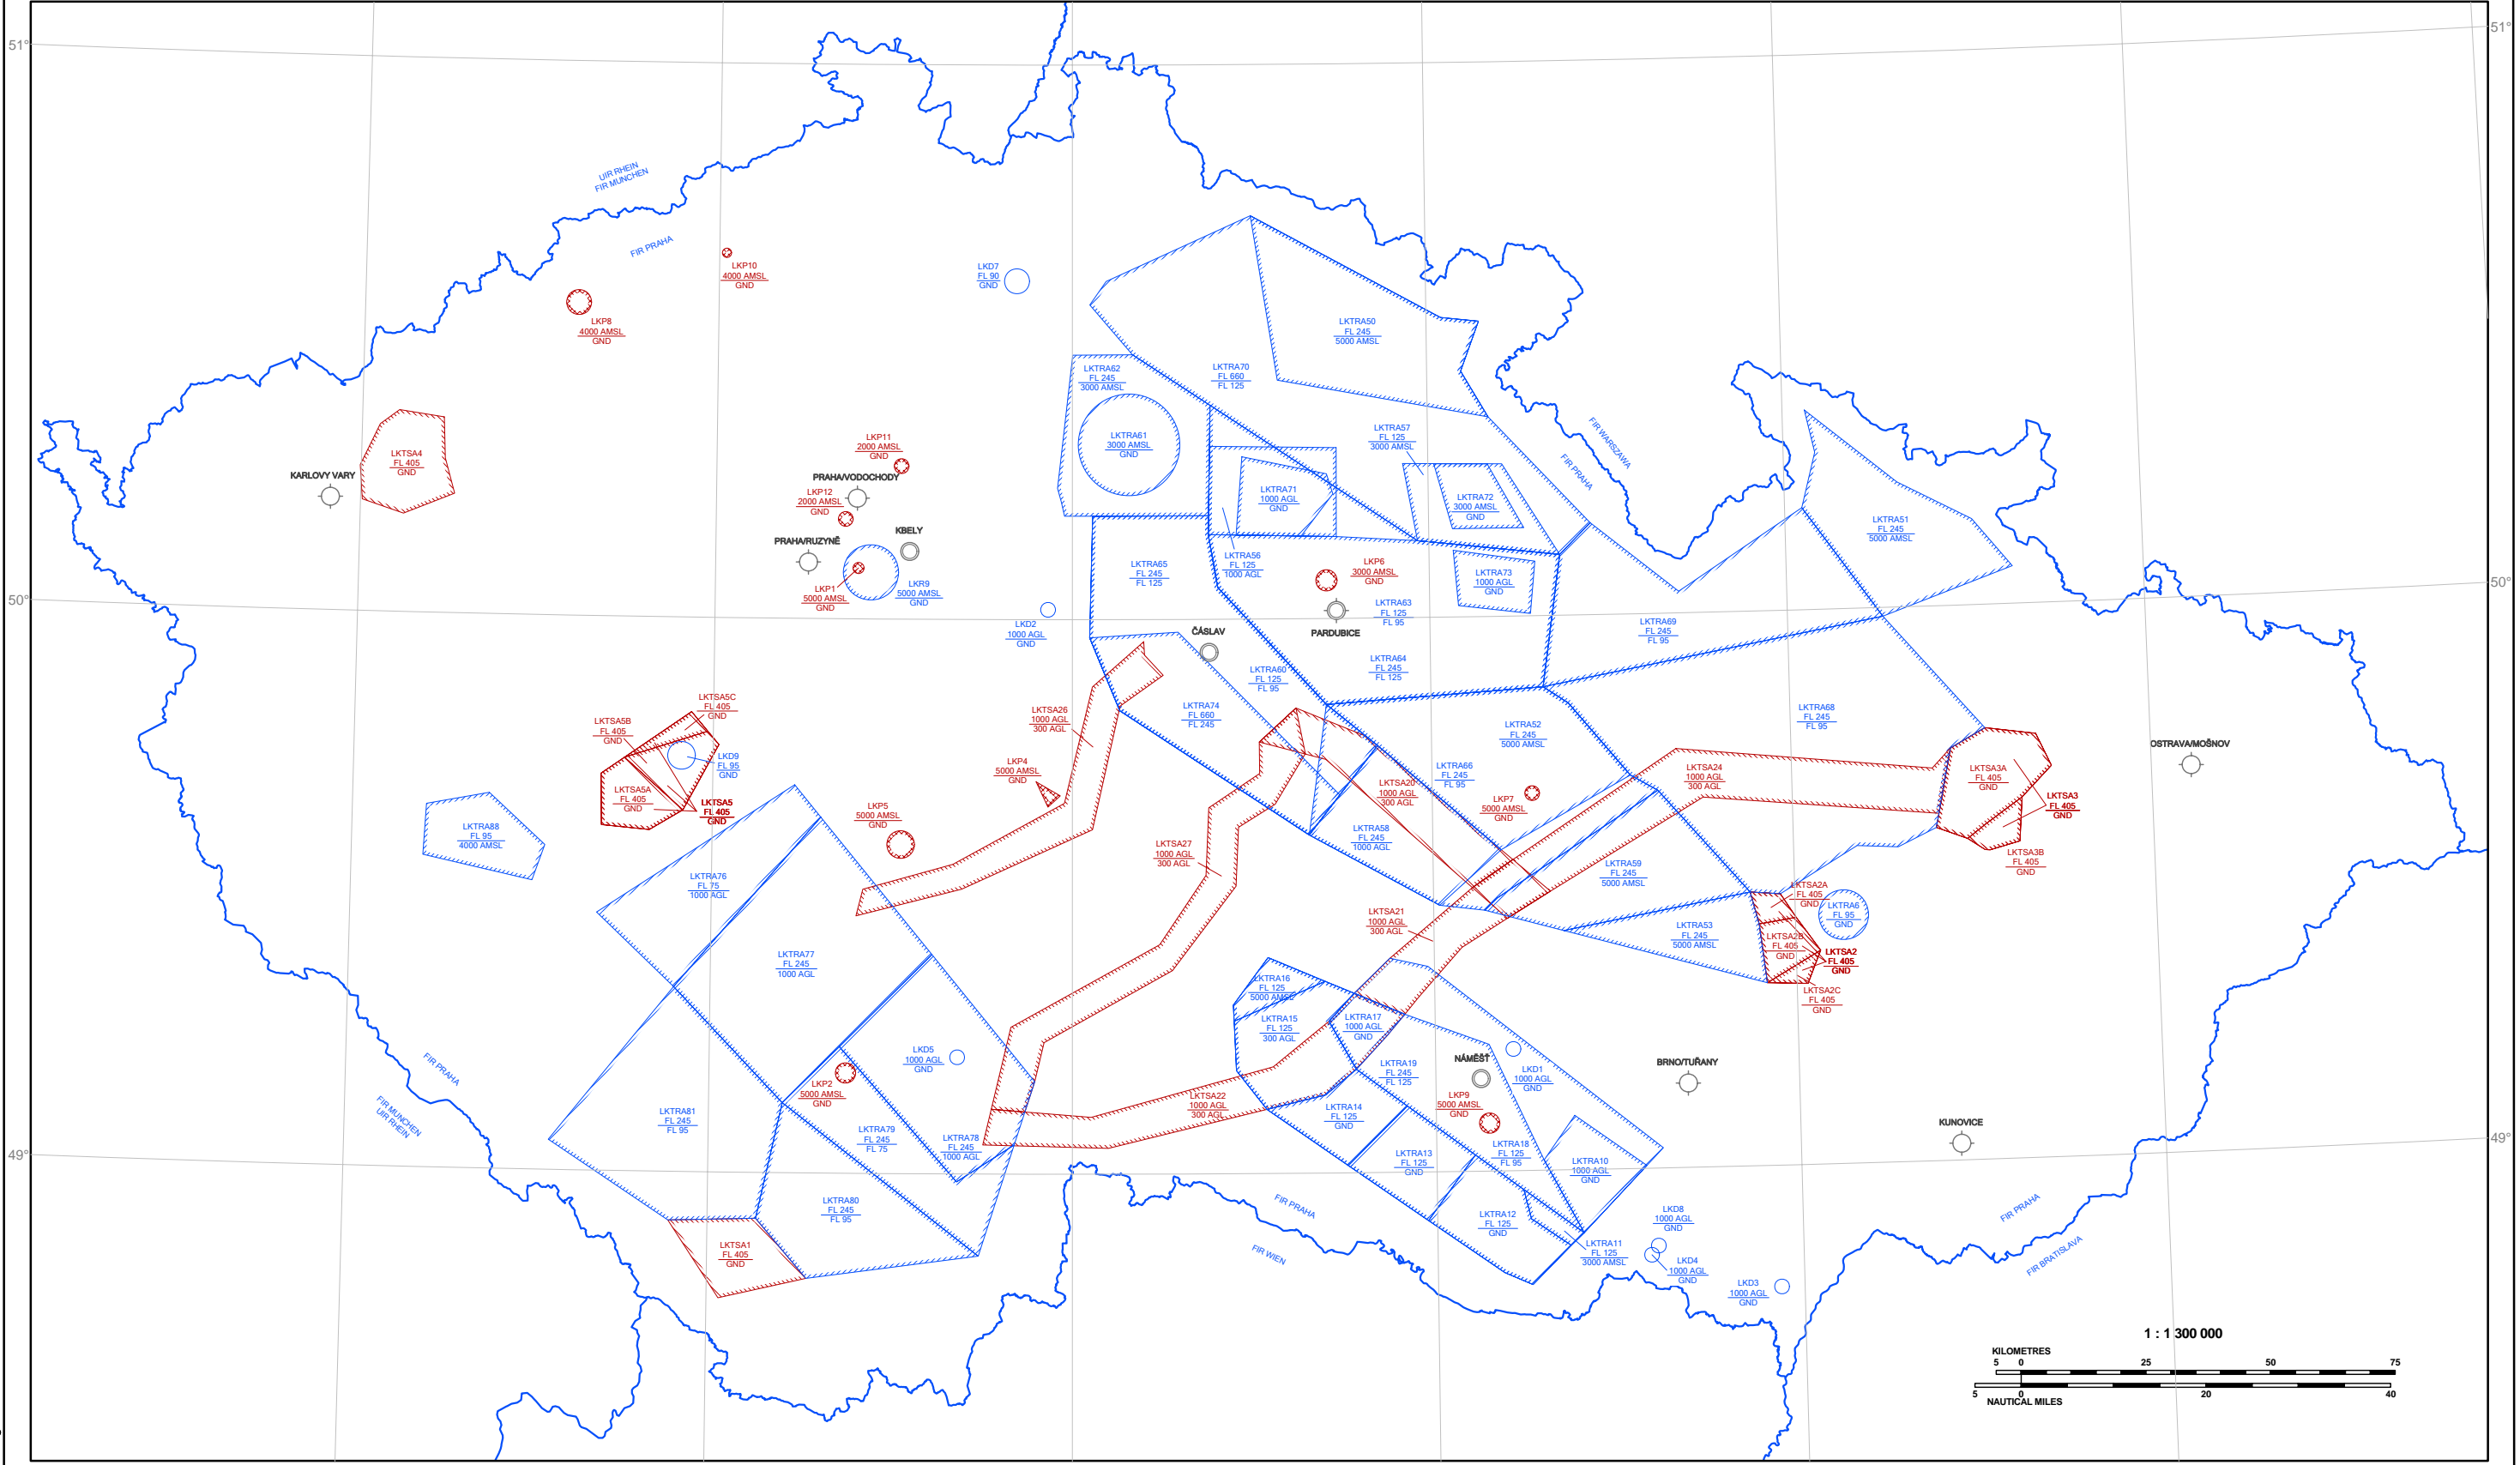 51°
51°
UIR RHEIN
FIR MUNCHEN
FIR PRAHA
LKP10
4000 AMSL
GND
LKD7
FL 90
GND
LKP8
4000 AMSL
GND
LKTRA50
FL 245
5000 AMSL
LKTRA62
FL 245
3000 AMSL
LKTRA70
FL 660
FL 125
LKTRA57
FL 125
3000 AMSL
FIR WARSZAWA
FIR PRAHA
LKTSA4
FL 405
GND
KARLOVY VARY
LKP11
2000 AMSL
GND
PRAHA/VODOCHODY
LKP12
2000 AMSL
GND
LKTRA61
3000 AMSL
GND
LKTRA71
1000 AGL
GND
LKTRA72
3000 AMSL
GND
LKTRA51
FL 245
5000 AMSL
PRAHA/RUZYNĚ
KBELY
LKP1
5000 AMSL
GND
LKR9
5000 AMSL
GND
LKTRA65
FL 245
FL 125
LKTRA56
FL 125
1000 AGL
LKP6
3000 AMSL
GND
LKTRA73
1000 AGL
GND
50°
50°
LKD2
1000 AGL
GND
ČÁSLAV
PARDUBICE
LKTRA63
FL 125
FL 95
LKTRA69
FL 245
FL 95
LKTRA60
FL 125
FL 95
LKTRA64
FL 245
FL 125
LKTSA5C
FL 405
GND
LKTSA5B
FL 405
GND
LKTSA26
1000 AGL
300 AGL
LKTRA74
FL 660
FL 245
LKTRA52
FL 245
5000 AMSL
LKTRA68
FL 245
FL 95
OSTRAVA/MOŠNOV
LKD9
FL 95
GND
LKP4
5000 AMSL
GND
LKTRA66
FL 245
FL 95
LKTSA20
1000 AGL
300 AGL
LKTSA24
1000 AGL
300 AGL
LKTSA3A
FL 405
GND
LKTSA5A
FL 405
GND
LKTSA5
FL 405
GND
LKP5
5000 AMSL
GND
LKP7
5000 AMSL
GND
LKTSA3
FL 405
GND
LKTRA88
FL 95
4000 AMSL
LKTSA27
1000 AGL
300 AGL
LKTRA58
FL 245
1000 AGL
LKTSA3B
FL 405
GND
LKTRA76
FL 75
1000 AGL
LKTRA59
FL 245
5000 AMSL
LKTSA2A
FL 405
GND
LKTRA6
FL 95
GND
LKTSA21
1000 AGL
300 AGL
LKTRA53
FL 245
5000 AMSL
LKTSA2B
FL 405
GND
LKTSA2
FL 405
GND
LKTRA77
FL 245
1000 AGL
LKTRA16
FL 125
5000 AMSL
LKTSA2C
FL 405
GND
LKTRA15
FL 125
300 AGL
LKTRA17
1000 AGL
GND
FIR PRAHA
FIR MUNCHEN
UIR RHEIN
LKD5
1000 AGL
GND
LKTRA19
FL 245
FL 125
NÁMĚŠŤ
LKD1
1000 AGL
GND
BRNO/TUŘANY
LKP2
5000 AMSL
GND
LKTSA22
1000 AGL
300 AGL
LKP9
5000 AMSL
GND
LKTRA81
FL 245
FL 95
LKTRA14
FL 125
GND
KUNOVICE
49°
49°
LKTRA79
FL 245
FL 75
LKTRA78
FL 245
1000 AGL
LKTRA13
FL 125
GND
LKTRA18
FL 125
FL 95
LKTRA10
1000 AGL
GND
LKTRA80
FL 245
FL 95
FIR PRAHA
FIR WIEN
LKTRA12
FL 125
GND
LKD8
1000 AGL
GND
FIR PRAHA
FIR BRATISLAVA
LKTSA1
FL 405
GND
LKTRA11
FL 125
3000 AMSL
LKD4
1000 AGL
GND
LKD3
1000 AGL
GND
1 : 1 300 000
KILOMETRES
5 0 25 50 75
5 0 20 40
NAUTICAL MILES